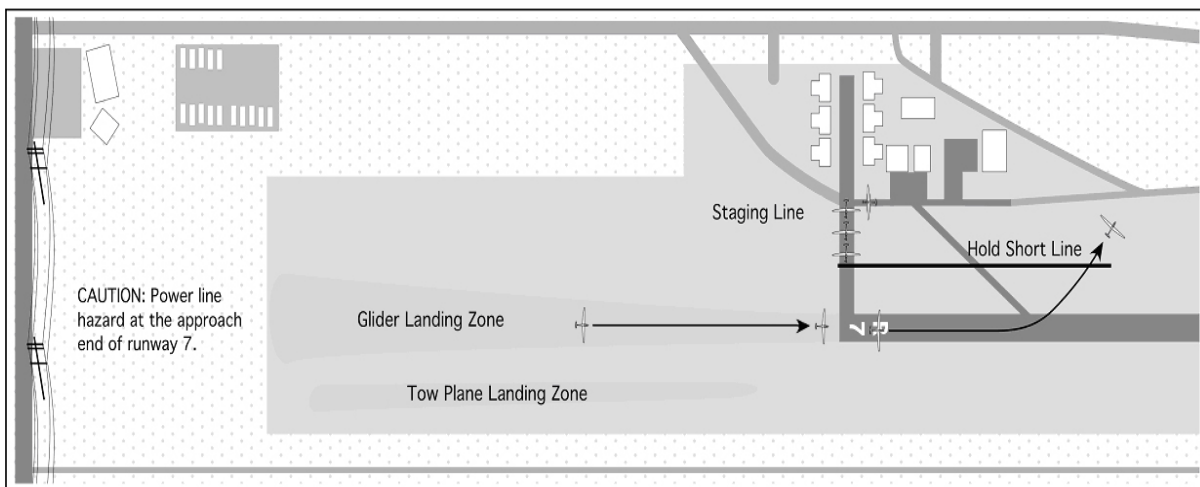 Staging Line
Hold Short Line
CAUTION: Power line
hazard at the approach
end of runway 7.
Glider Landing Zone
7
Tow Plane Landing Zone